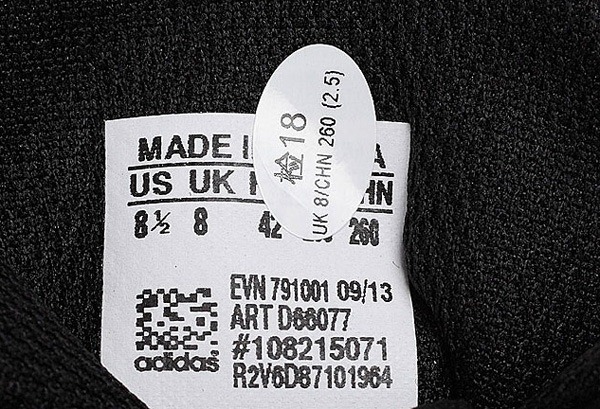 检18
UK 8/CHN 260 (2.5)
MADE I A
US UK HN
8½ 8 42 260
EVN 791001 09/13
ART D66077
#108215071
R2V6D87101964
adidas